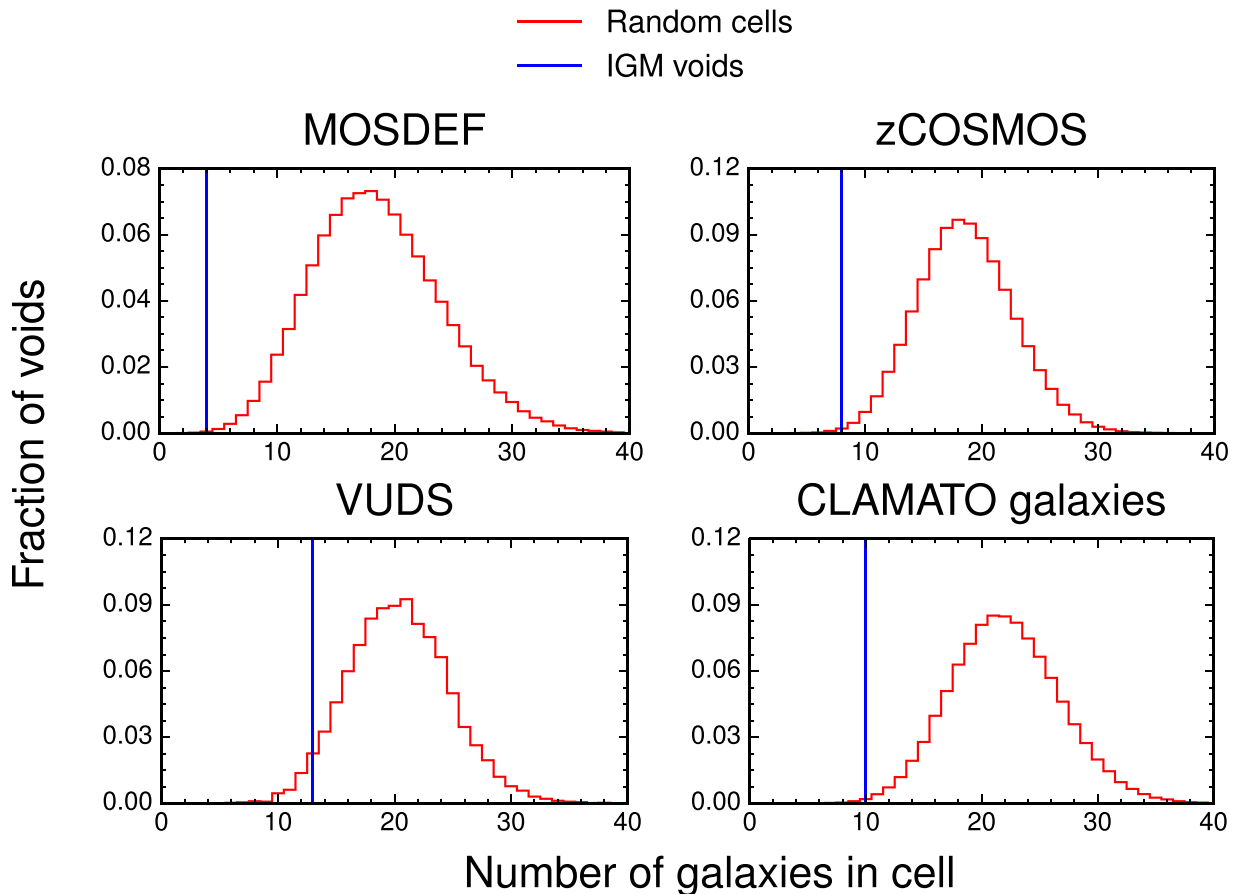 Random cells
IGM voids
MOSDEF
zCOSMOS
0.08
0.06
0.04
0.02
0.00
0 10 20 30 40
0.12
0.09
0.06
0.03
0.00
0 10 20 30 40
Fraction of voids
VUDS
CLAMATO galaxies
0.12
0.09
0.06
0.03
0.00
0 10 20 30 40
0.12
0.09
0.06
0.03
0.00
0 10 20 30 40
Number of galaxies in cell